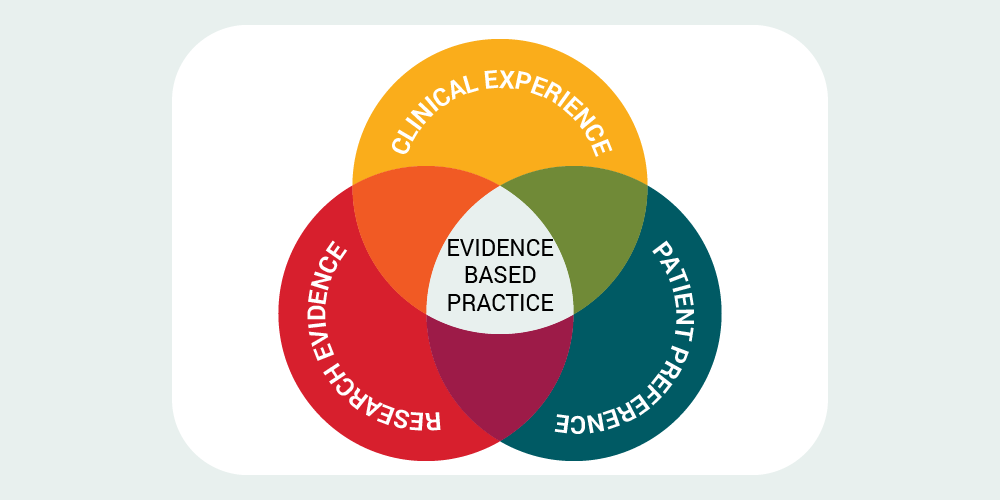 CLINICAL EXPERIENCE
RESEARCH EVIDENCE
EVIDENCE
BASED
PRACTICE
PATIENT PREFERENCE